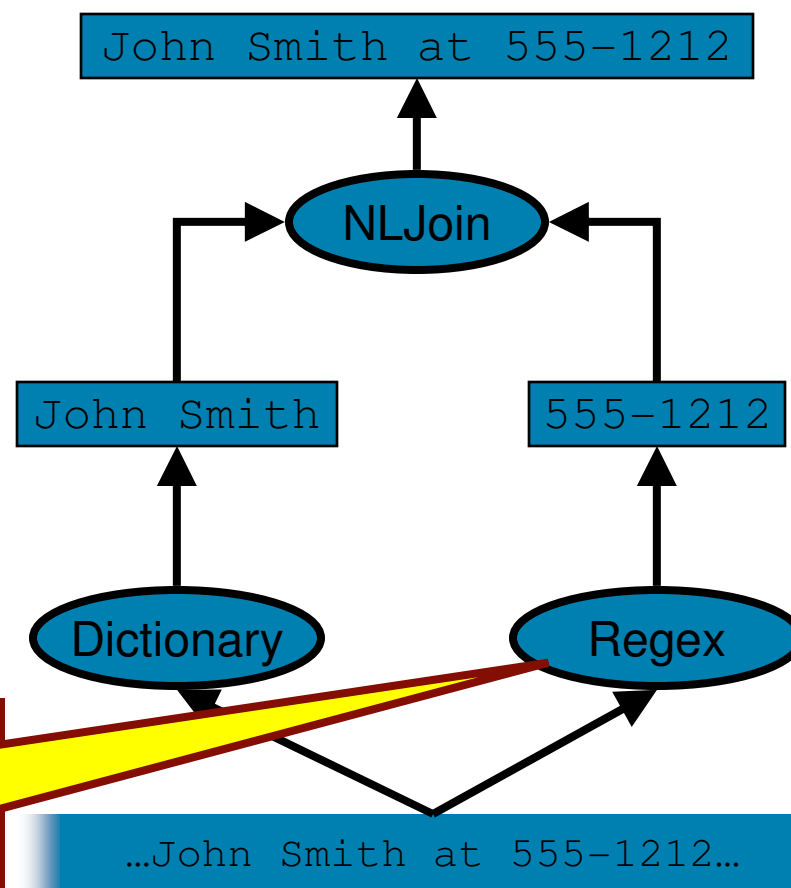 John Smith at 555-1212
NLJoin
John Smith
555-1212
Dictionary
Regex
…John Smith at 555-1212…